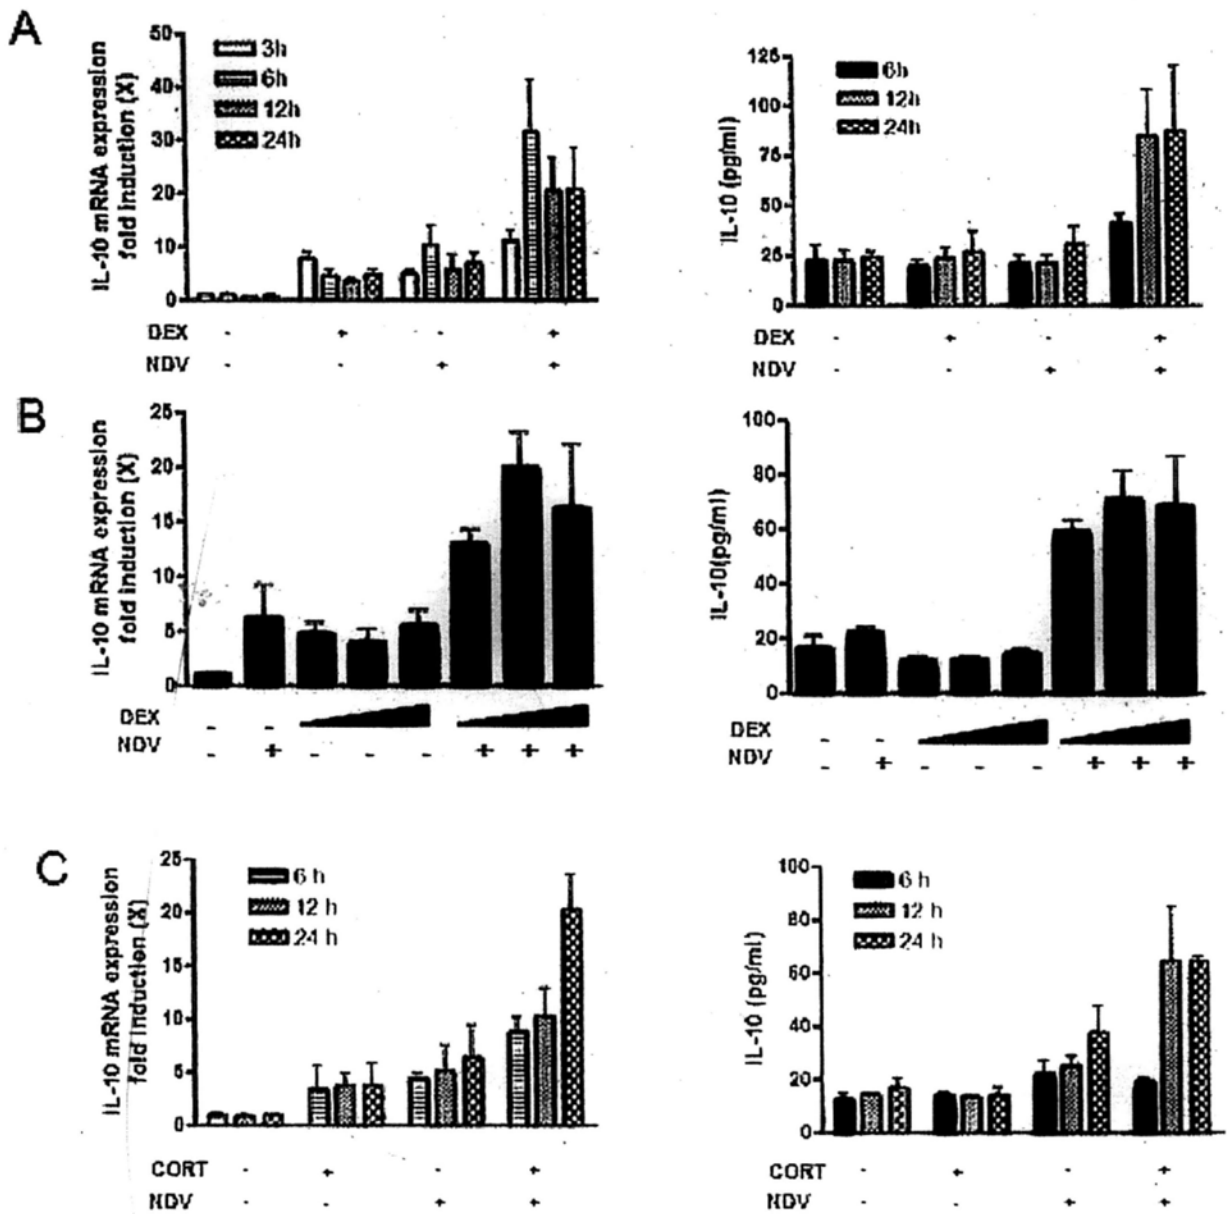 A
IL-10 mRNA expression
fold induction (X)
50
40
30
20
10
0
3h
6h
12h
24h
DEX - + - +
NDV - - + +
IL-10 (pg/ml)
125
100
75
50
25
0
6h
12h
24h
DEX - + - +
NDV - - + +
B
IL-10 mRNA expression
fold induction (X)
25
20
15
10
5
0
DEX - -
NDV - + - - - + + +
IL-10(pg/ml)
100
80
60
40
20
0
DEX - -
NDV - + - - - + + +
C
IL-10 mRNA expression
fold induction (X)
25
20
15
10
5
0
6 h
12 h
24 h
CORT - + - +
NDV - - + +
IL-10 (pg/ml)
100
80
60
40
20
0
6 h
12 h
24 h
CORT - + - +
NDV - - + +